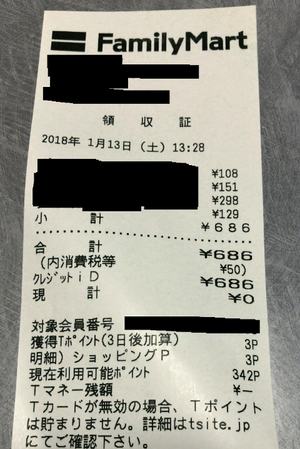 FamilyMart
領収証
2018年 1月13日(土) 13:28
¥108
¥151
¥298
¥129
小計 ¥686
合計 ¥686
(内消費税等 ¥50)
クレジットiD ¥686
現計 ¥0
対象会員番号
獲得Tポイント(3日後加算) 3P
明細)ショッピングP 3P
現在利用可能ポイント 342P
Tマネー残額 ¥―
Tカードが無効の場合、Tポイント
は貯まりません。詳細はtsite.jp
にてご確認下さい。